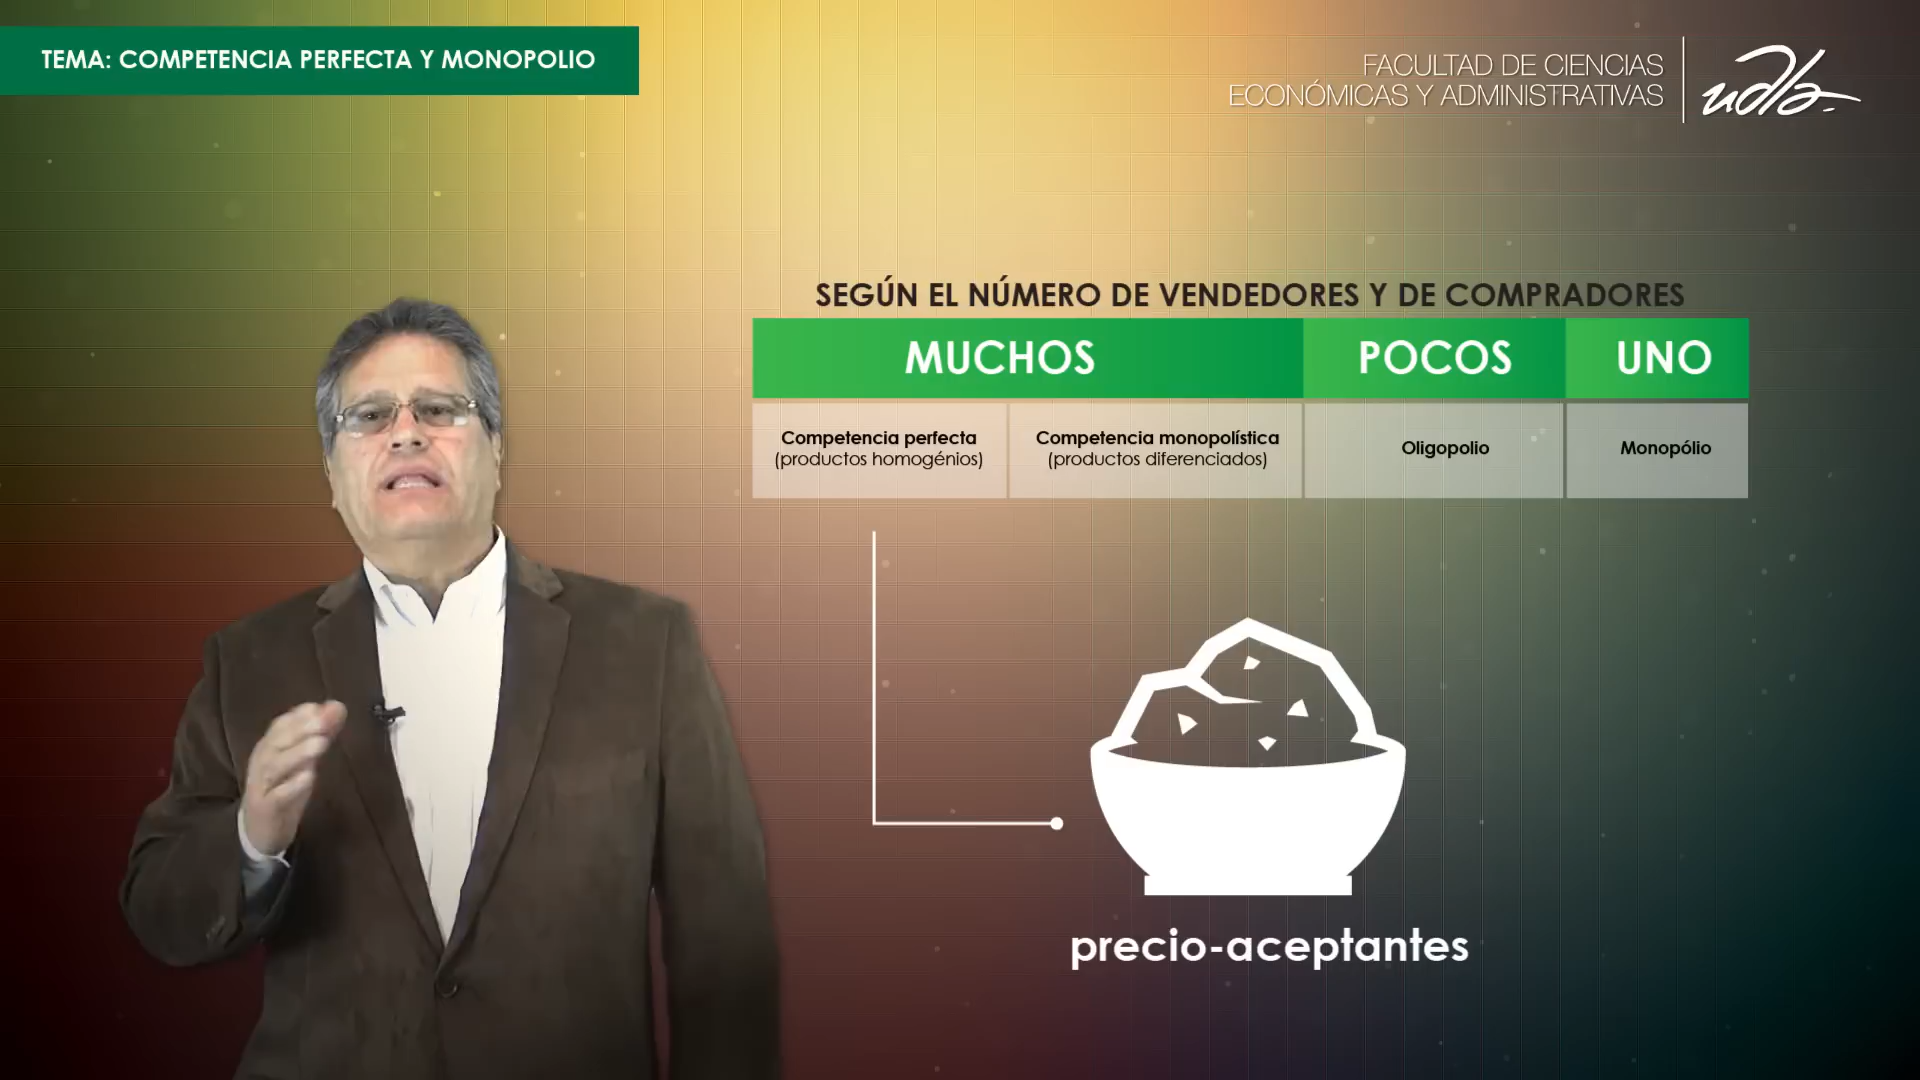 TEMA: COMPETENCIA PERFECTA Y MONOPOLIO
FACULTAD DE CIENCIAS
ECONÓMICAS Y ADMINISTRATIVAS
udla
SEGÚN EL NÚMERO DE VENDEDORES Y DE COMPRADORES
MUCHOS POCOS UNO
Competencia perfecta
(productos homogénios)
Competencia monopolística
(productos diferenciados)
Oligopolio
Monopólio
precio-aceptantes